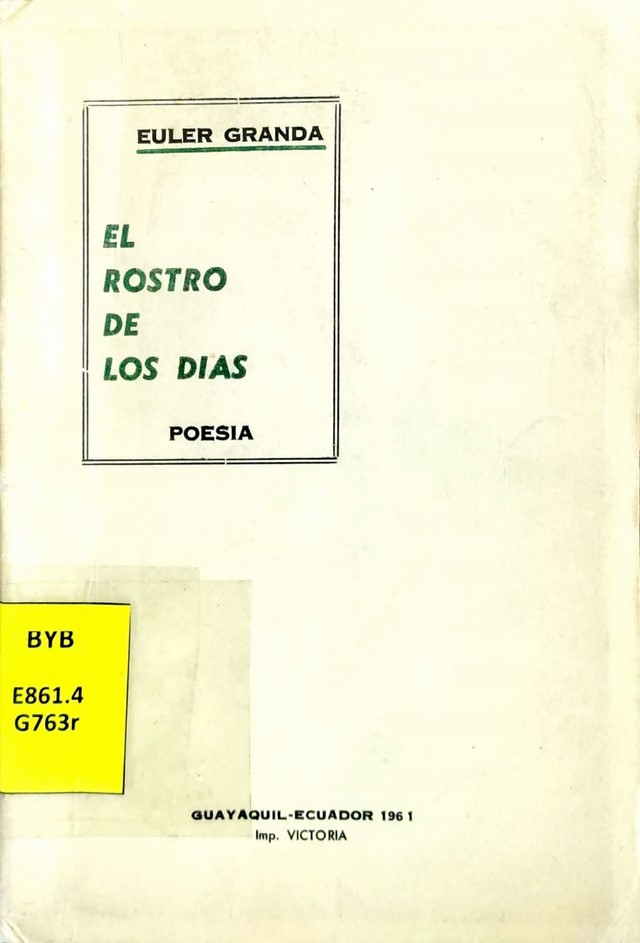 EULER GRANDA
EL
ROSTRO
DE
LOS DIAS
POESIA
BYB
E861.4
G763r
GUAYAQUIL-ECUADOR 1961
Imp. VICTORIA